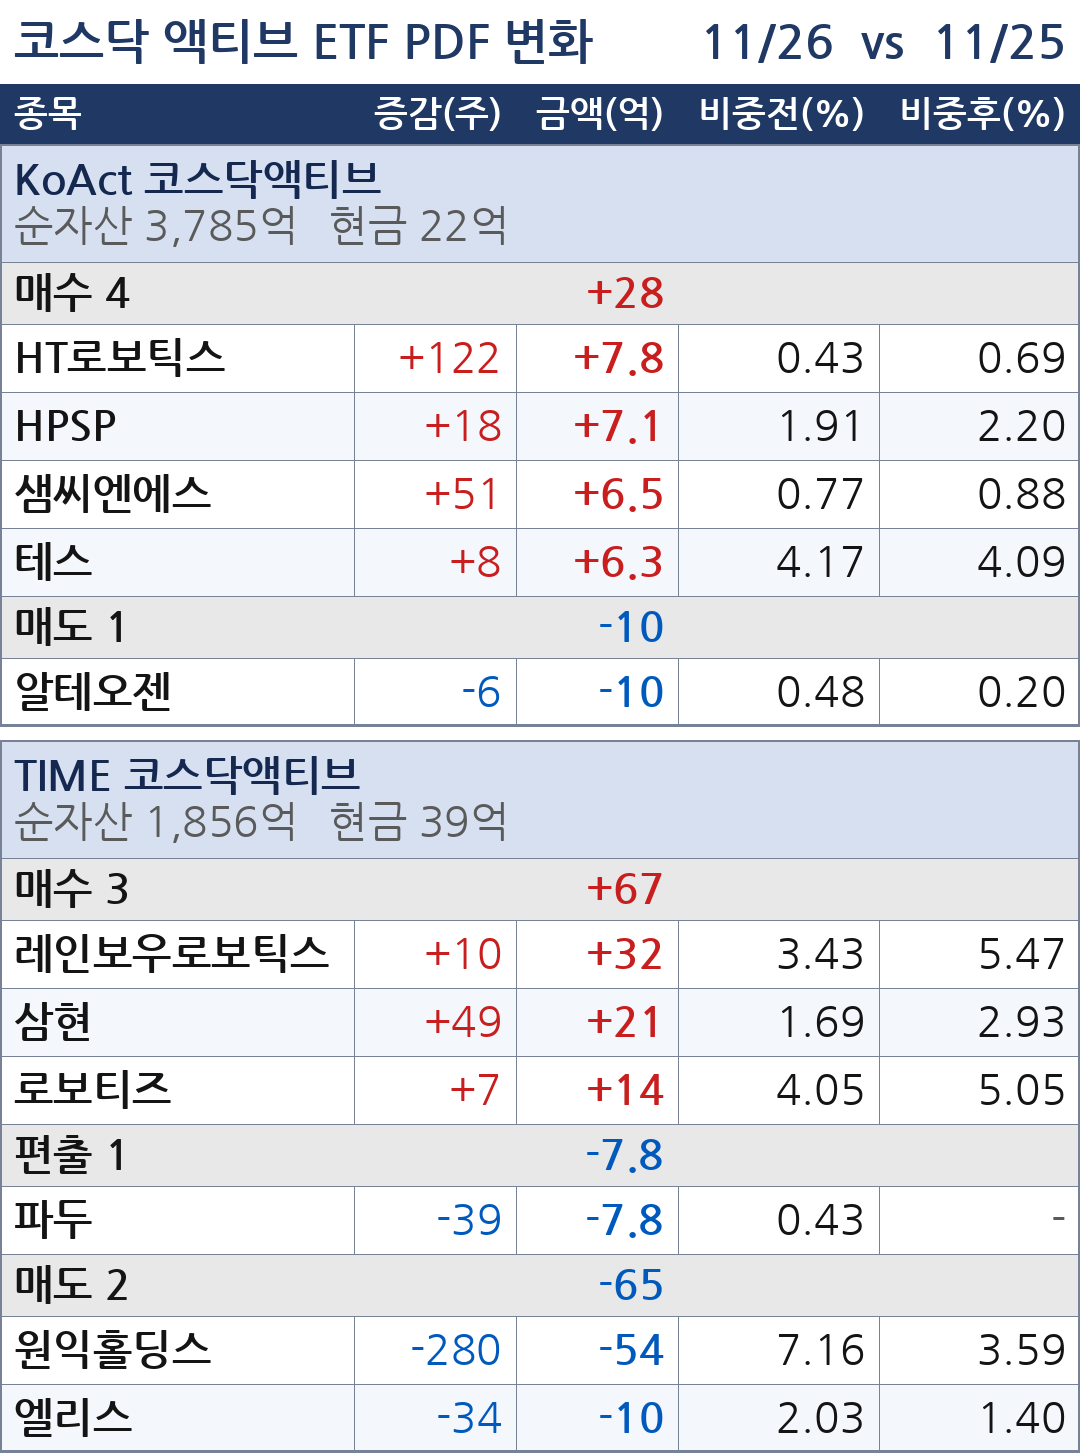 코스닥 액티브 ETF PDF 변화 11/26 vs 11/25
종목 증감(주) 금액(억) 비중전(%) 비중후(%)
KoAct 코스닥액티브
순자산 3,785억 현금 22억
매수 4 +28
HT로보틱스 +122 +7.8 0.43 0.69
HPSP +18 +7.1 1.91 2.20
샘씨엔에스 +51 +6.5 0.77 0.88
테스 +8 +6.3 4.17 4.09
매도 1 -10
알테오젠 -6 -10 0.48 0.20
TIME 코스닥액티브
순자산 1,856억 현금 39억
매수 3 +67
레인보우로보틱스 +10 +32 3.43 5.47
삼현 +49 +21 1.69 2.93
로보티즈 +7 +14 4.05 5.05
편출 1 -7.8
파두 -39 -7.8 0.43 -
매도 2 -65
원익홀딩스 -280 -54 7.16 3.59
엘리스 -34 -10 2.03 1.40